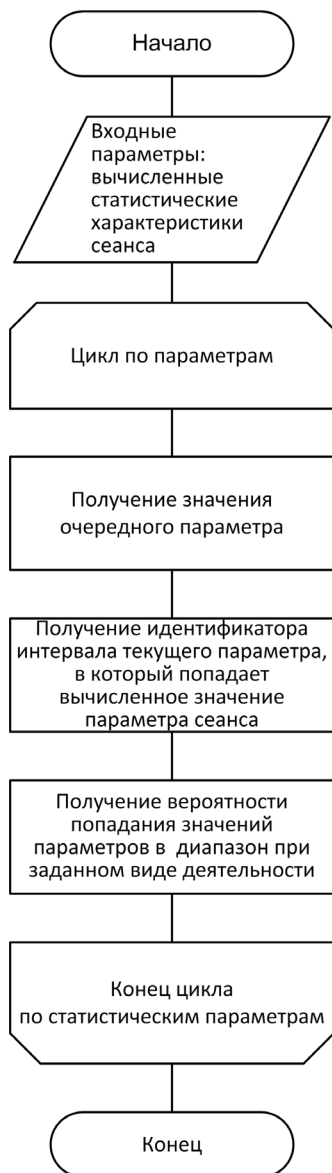 Начало
Входные
параметры:
вычисленные
статистические
характеристики
сеанса
Цикл по параметрам
Получение значения
очередного параметра
Получение идентификатора
интервала текущего параметра,
в который попадает
вычисленное значение
параметра сеанса
Получение вероятности
попадания значений
параметров в диапазон при
заданном виде деятельности
Конец цикла
по статистическим параметрам
Конец